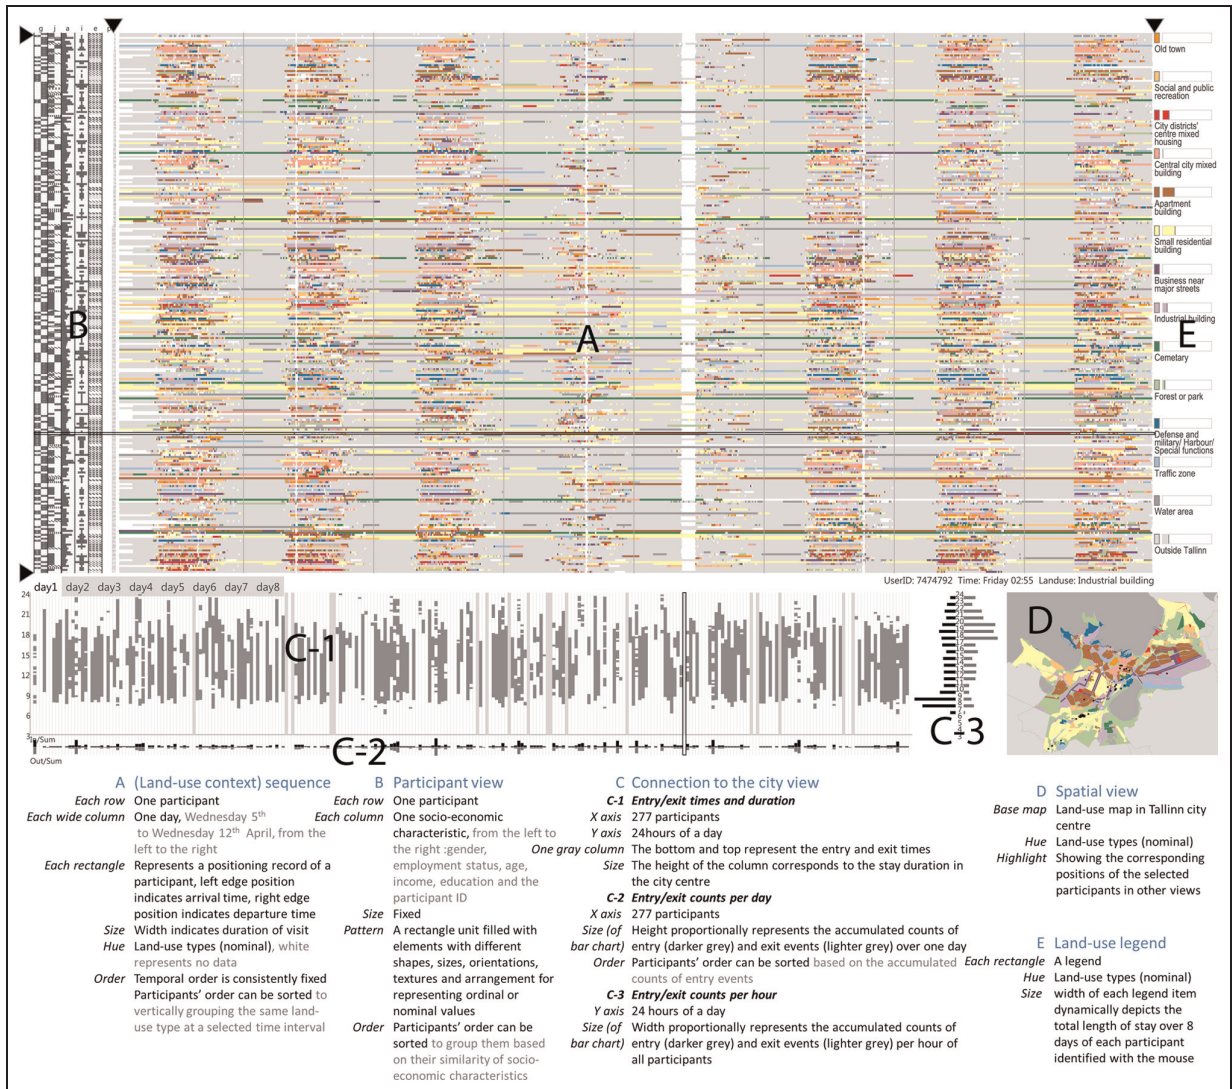 g i a i e p
B
A
E
Old town
Social and public
recreation
City districts'
centre mixed
housing
Central city mixed
building
Apartment
building
Small residential
building
Business near
major streets
Industrial building
Cemetary
Forest or park
Defense and
military/ Harbour/
Special functions
Traffic zone
Water area
Outside Tallinn
UserID: 7474792 Time: Friday 02:55 Landuse: Industrial building
day1 day2 day3 day4 day5 day6 day7 day8
24
21
18
15
12
9
6
3
In/Sum
Out/Sum
C-1
C-2
C-3
D
A (Land-use context) sequence
Each row One participant
Each wide column One day, Wednesday 5th
to Wednesday 12th April, from the
left to the right
Each rectangle Represents a positioning record of a
participant, left edge position
indicates arrival time, right edge
position indicates departure time
Size Width indicates duration of visit
Hue Land-use types (nominal), white
represents no data
Order Temporal order is consistently fixed
Participants' order can be sorted to
vertically grouping the same land-
use type at a selected time interval
B Participant view
Each row One participant
Each column One socio-economic
characteristic, from the left to
the right :gender,
employment status, age,
income, education and the
participant ID
Size Fixed
Pattern A rectangle unit filled with
elements with different
shapes, sizes, orientations,
textures and arrangement for
representing ordinal or
nominal values
Order Participants' order can be
sorted to group them based
on their similarity of socio-
economic characteristics
C Connection to the city view
C-1 Entry/exit times and duration
X axis 277 participants
Y axis 24hours of a day
One gray column The bottom and top represent the entry and exit times
Size The height of the column corresponds to the stay duration in
the city centre
C-2 Entry/exit counts per day
X axis 277 participants
Size (of Height proportionally represents the accumulated counts of
bar chart) entry (darker grey) and exit events (lighter grey) over one day
Order Participants' order can be sorted based on the accumulated
counts of entry events
C-3 Entry/exit counts per hour
Y axis 24 hours of a day
Size (of Width proportionally represents the accumulated counts of
bar chart) entry (darker grey) and exit events (lighter grey) per hour of
all participants
D Spatial view
Base map Land-use map in Tallinn city
centre
Hue Land-use types (nominal)
Highlight Showing the corresponding
positions of the selected
participants in other views
E Land-use legend
Each rectangle A legend
Hue Land-use types (nominal)
Size width of each legend item
dynamically depicts the
total length of stay over 8
days of each participant
identified with the mouse